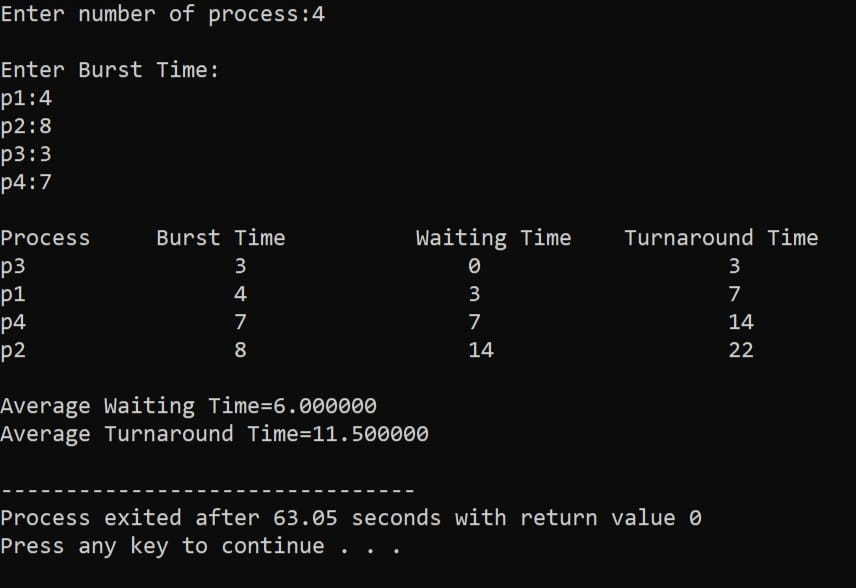 Enter number of process:4
Enter Burst Time:
p1:4
p2:8
p3:3
p4:7
Process Burst Time Waiting Time Turnaround Time
p3 3 0 3
p1 4 3 7
p4 7 7 14
p2 8 14 22
Average Waiting Time=6.000000
Average Turnaround Time=11.500000
--------------------------------
Process exited after 63.05 seconds with return value 0
Press any key to continue . . .